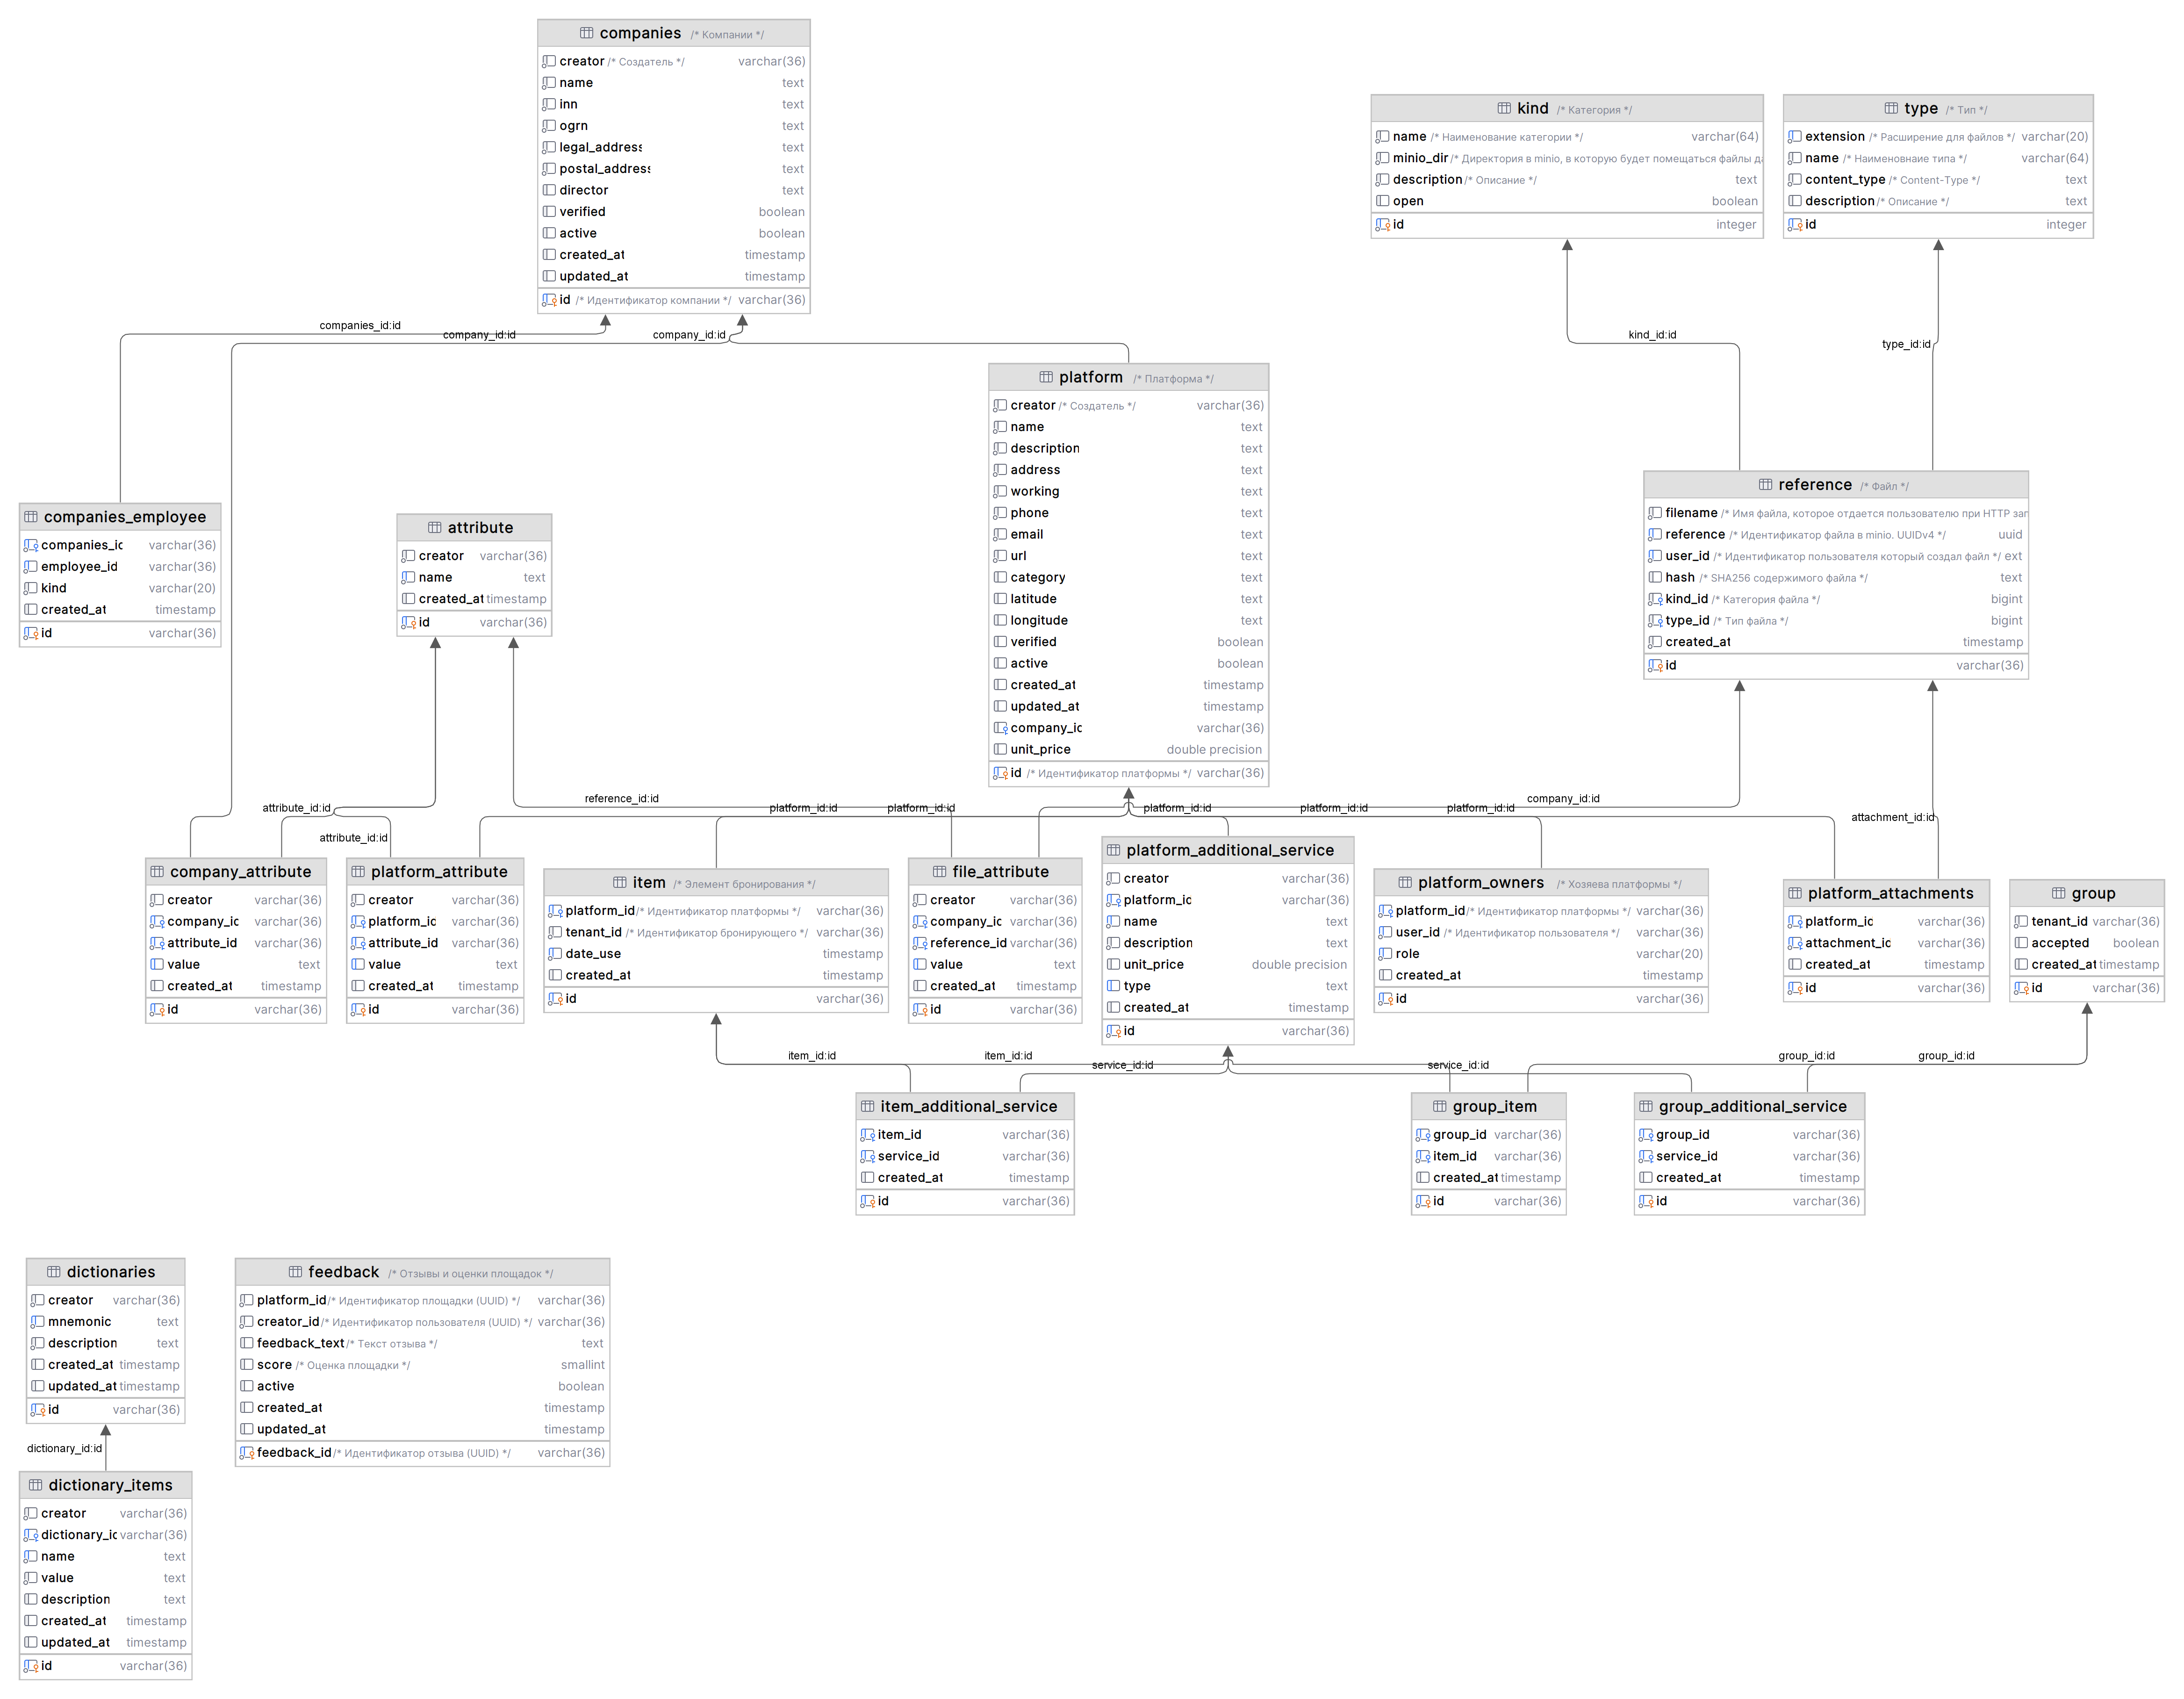 companies /* Компании */
creator /* Создатель */ varchar(36)
name text
inn text
ogrn text
legal_address text
postal_address text
director text
verified boolean
active boolean
created_at timestamp
updated_at timestamp
id /* Идентификатор компании */ varchar(36)
kind /* Категория */
name /* Наименование категории */ varchar(64)
minio_dir /* Директория в minio, в которую будет помещаться файлы
description /* Описание */ text
open boolean
id integer
type /* Тип */
extension /* Расширение для файлов */ varchar(20)
name /* Наименовнаие типа */ varchar(64)
content_type /* Content-Type */ text
description /* Описание */ text
id integer
companies_id:id
company_id:id
company_id:id
kind_id:id
type_id:id
platform /* Платформа */
creator /* Создатель */ varchar(36)
name text
description text
address text
working text
phone text
email text
url text
category text
latitude text
longitude text
verified boolean
active boolean
created_at timestamp
updated_at timestamp
company_id varchar(36)
unit_price double precision
id /* Идентификатор платформы */ varchar(36)
reference /* Файл */
filename /* Имя файла, которое отдается пользователю при HTTP
reference /* Идентификатор файла в minio. UUIDv4 */ uuid
user_id /* Идентификатор пользователя который создал файл */ ext
hash /* SHA256 содержимого файла */ text
kind_id /* Категория файла */ bigint
type_id /* Тип файла */ bigint
created_at timestamp
id varchar(36)
companies_employee
companies_id varchar(36)
employee_id varchar(36)
kind varchar(20)
created_at timestamp
id varchar(36)
attribute
creator varchar(36)
name text
created_at timestamp
id varchar(36)
attribute_id:id
reference_id:id
platform_id:id
platform_id:id
platform_id:id
platform_id:id
platform_id:id
company_id:id
attachment_id:id
attribute_id:id
company_attribute
creator varchar(36)
company_id varchar(36)
attribute_id varchar(36)
value text
created_at timestamp
id varchar(36)
platform_attribute
creator varchar(36)
platform_id varchar(36)
attribute_id varchar(36)
value text
created_at timestamp
id varchar(36)
item /* Элемент бронирования */
platform_id /* Идентификатор платформы */ varchar(36)
tenant_id /* Идентификатор бронирующего */ varchar(36)
date_use timestamp
created_at timestamp
id varchar(36)
file_attribute
creator varchar(36)
company_id varchar(36)
reference_id varchar(36)
value text
created_at timestamp
id varchar(36)
platform_additional_service
creator varchar(36)
platform_id varchar(36)
name text
description text
unit_price double precision
type text
created_at timestamp
id varchar(36)
platform_owners /* Хозяева платформы */
platform_id /* Идентификатор платформы */ varchar(36)
user_id /* Идентификатор пользователя */ varchar(36)
role varchar(20)
created_at timestamp
id varchar(36)
platform_attachments
platform_id varchar(36)
attachment_id varchar(36)
created_at timestamp
id varchar(36)
group
tenant_id varchar(36)
accepted boolean
created_at timestamp
id varchar(36)
item_id:id
item_id:id
service_id:id
service_id:id
group_id:id
group_id:id
item_additional_service
item_id varchar(36)
service_id varchar(36)
created_at timestamp
id varchar(36)
group_item
group_id varchar(36)
item_id varchar(36)
created_at timestamp
id varchar(36)
group_additional_service
group_id varchar(36)
service_id varchar(36)
created_at timestamp
id varchar(36)
dictionaries
creator varchar(36)
mnemonic text
description text
created_at timestamp
updated_at timestamp
id varchar(36)
feedback /* Отзывы и оценки площадок */
platform_id /* Идентификатор площадки (UUID) */ varchar(36)
creator_id /* Идентификатор пользователя (UUID) */ varchar(36)
feedback_text /* Текст отзыва */ text
score /* Оценка площадки */ smallint
active boolean
created_at timestamp
updated_at timestamp
feedback_id /* Идентификатор отзыва (UUID) */ varchar(36)
dictionary_id:id
dictionary_items
creator varchar(36)
dictionary_id varchar(36)
name text
value text
description text
created_at timestamp
updated_at timestamp
id varchar(36)